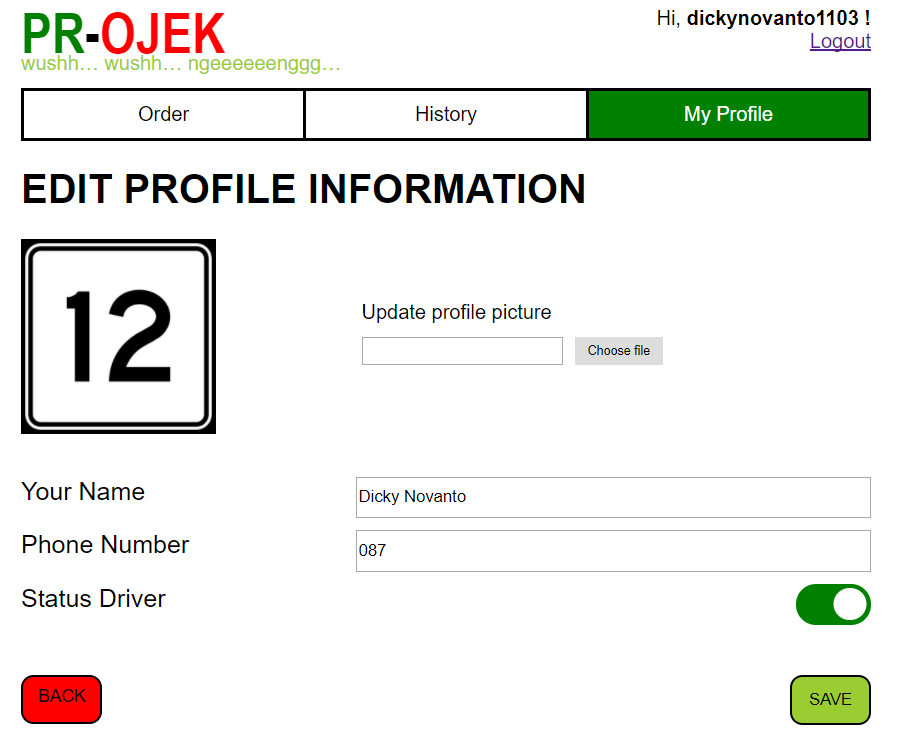 PR-OJEK
wushh... wushh... ngeeeeeenggg...
Hi, dickynovanto1103 !
Logout
Order
History
My Profile
EDIT PROFILE INFORMATION
12
Update profile picture
Choose file
Your Name
Dicky Novanto
Phone Number
087
Status Driver
BACK
SAVE